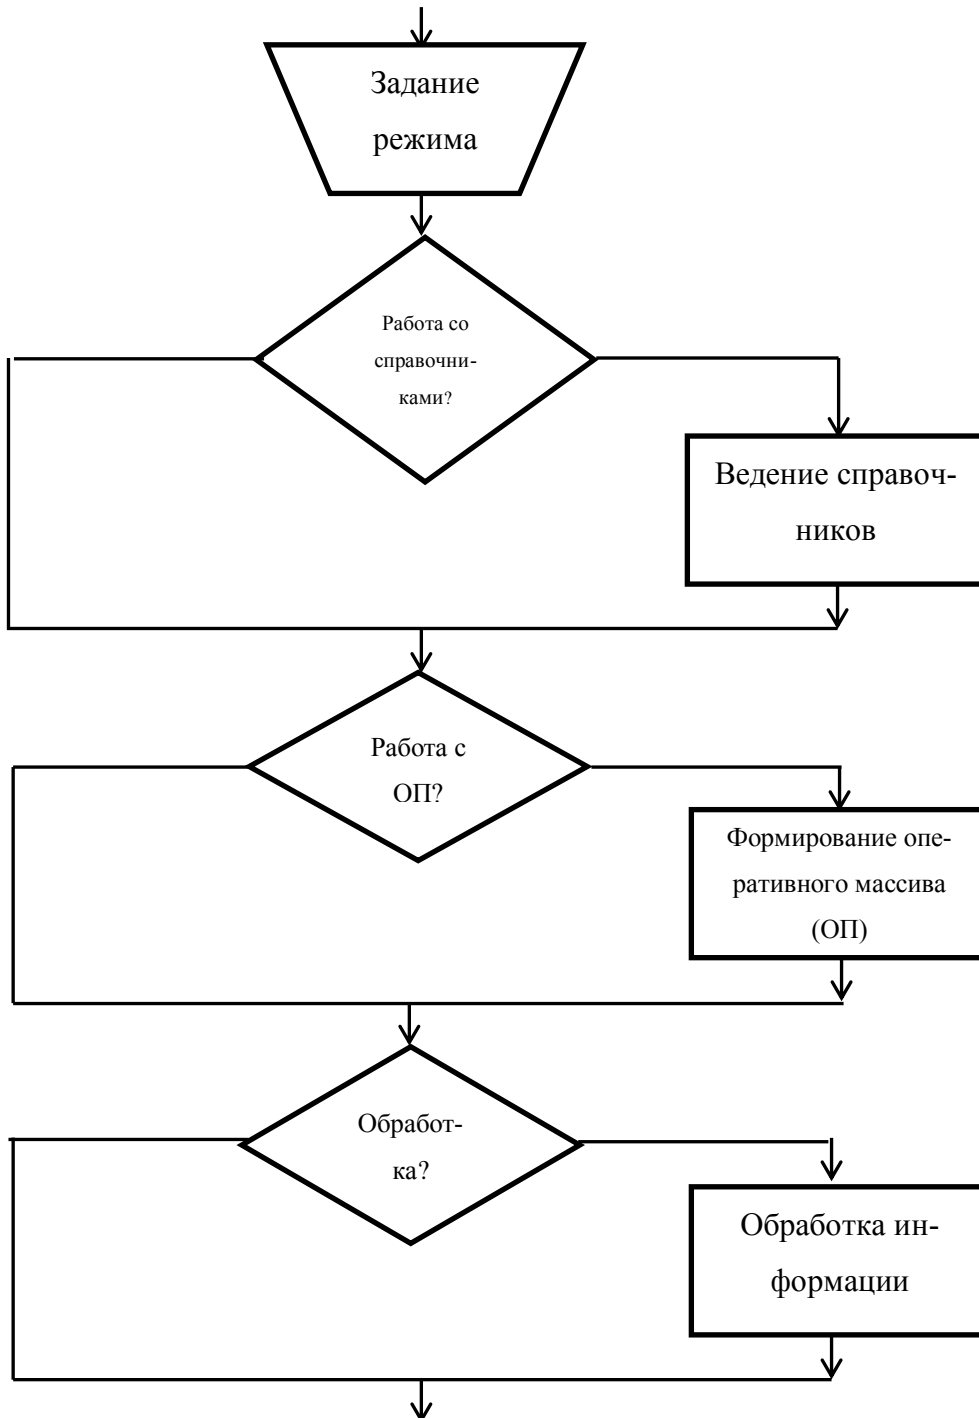 Задание
режима
Работа со
справочни-
ками?
Ведение справоч-
ников
Работа с
ОП?
Формирование опе-
ративного массива
(ОП)
Обработ-
ка?
Обработка ин-
формации